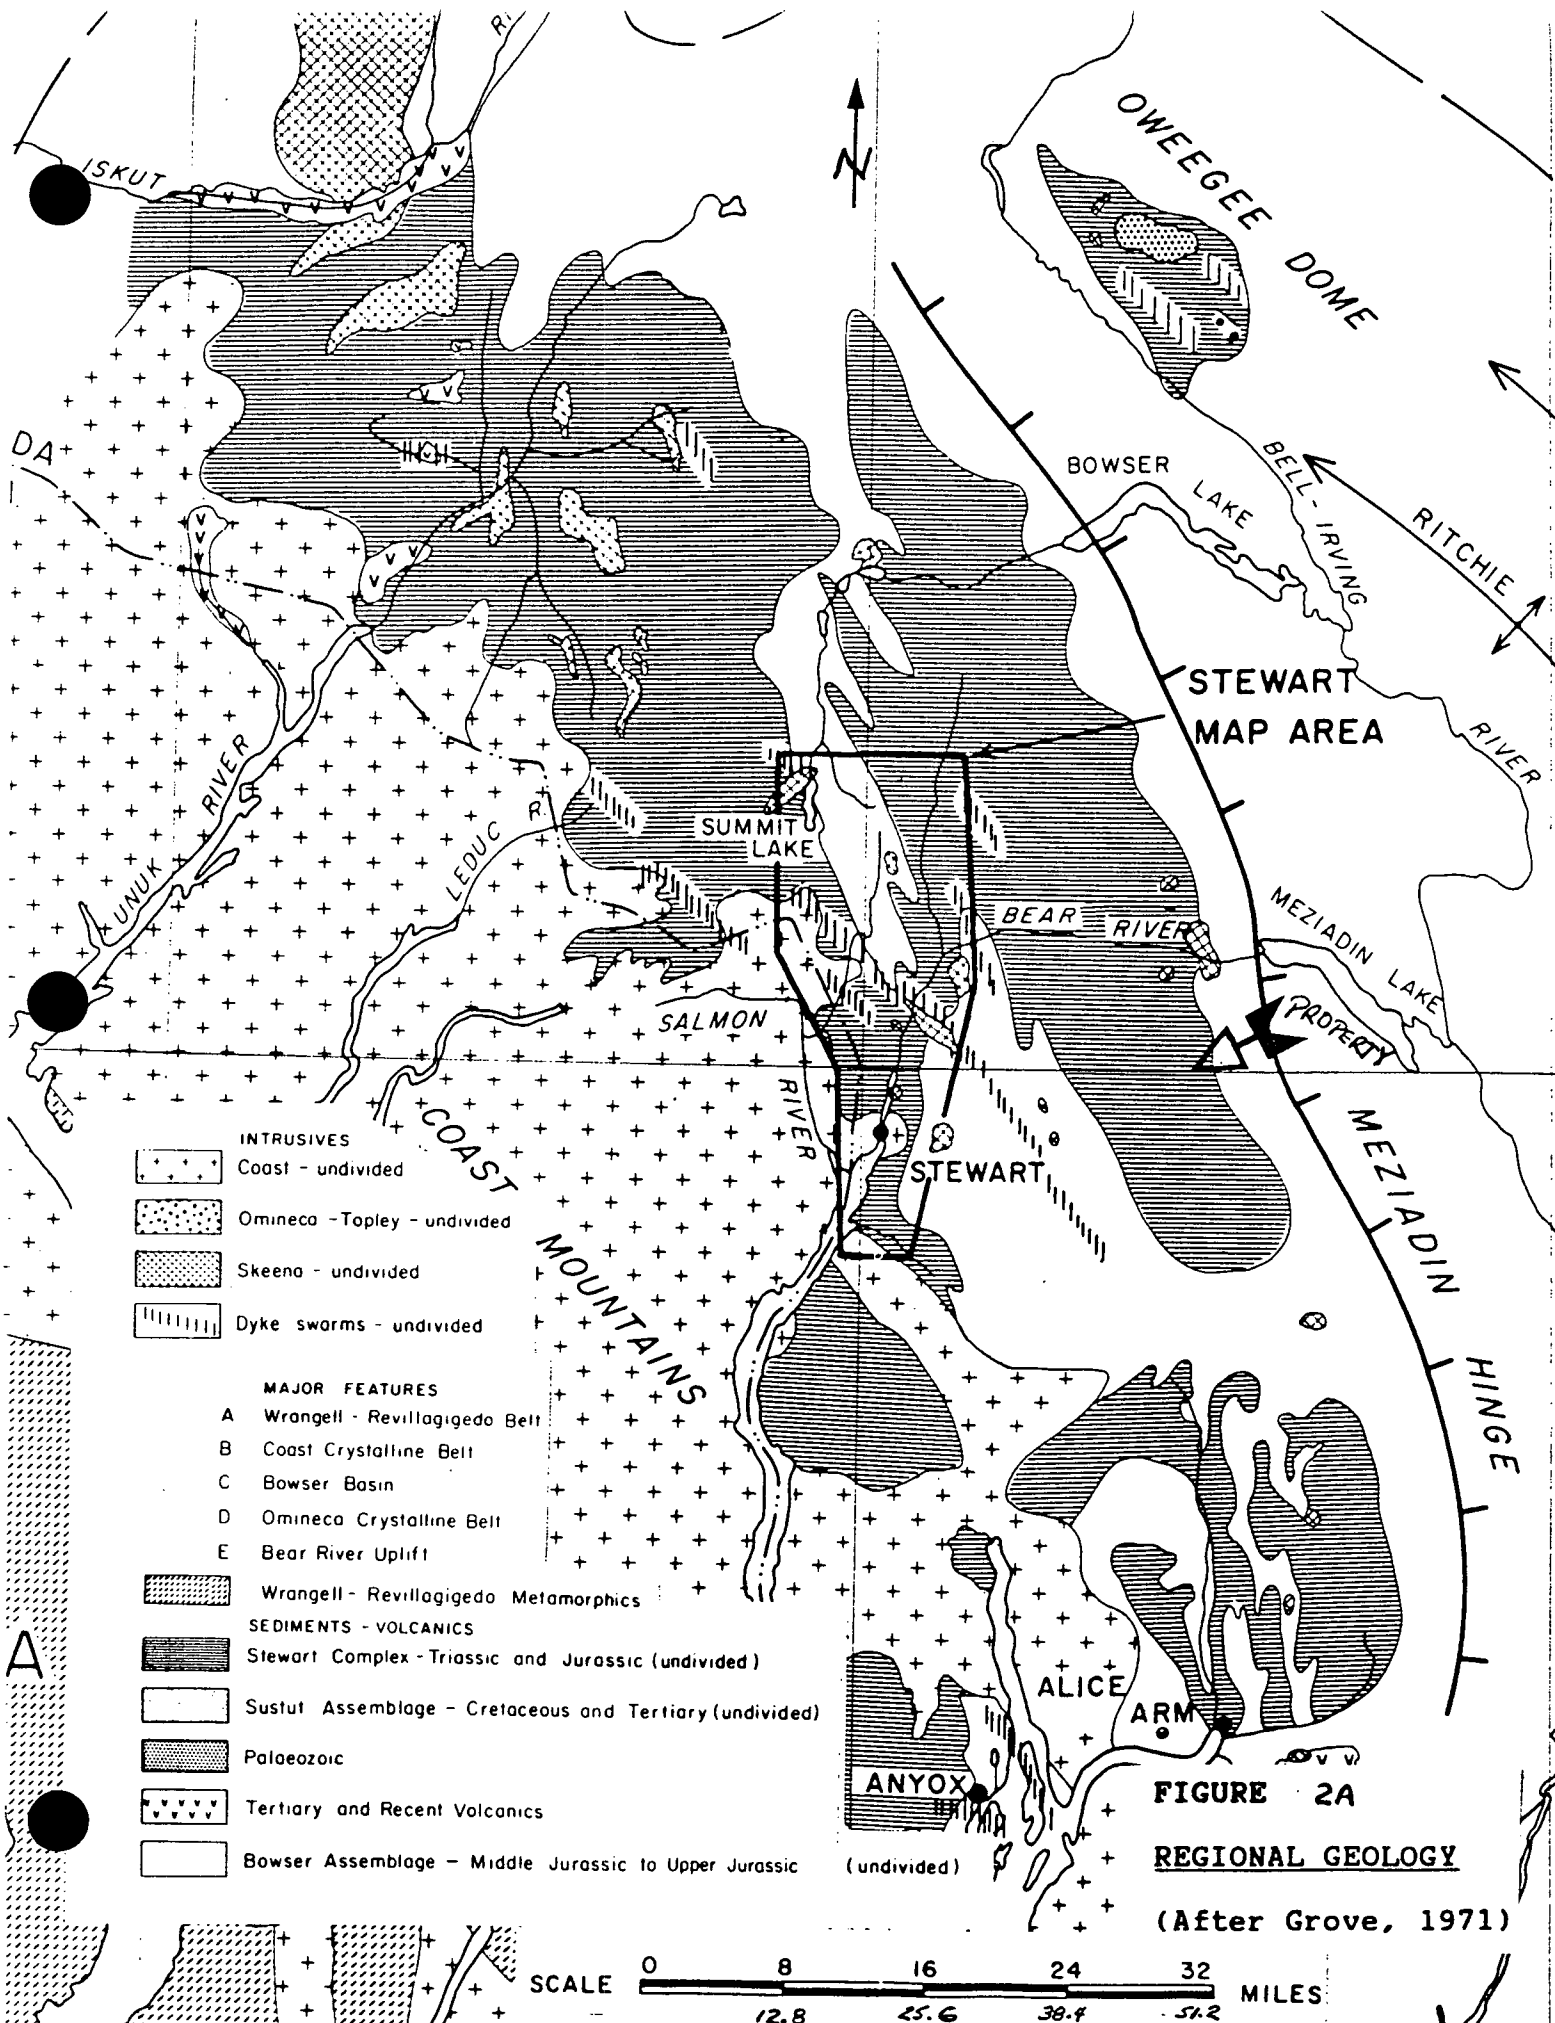 ISKUT
RI
N
OWEEGEE DOME
DA
BOWSER
LAKE
BELL - IRVING
RIVER
RITCHIE
STEWART
MAP AREA
SUMMIT
LAKE
UNUK RIVER
LEDUC R.
BEAR RIVER
MEZIADIN LAKE
PROPERTY
SALMON
RIVER
COAST MOUNTAINS
STEWART
MEZIADIN HINGE
INTRUSIVES
Coast - undivided
Omineca - Topley - undivided
Skeena - undivided
Dyke swarms - undivided
MAJOR FEATURES
A Wrangell - Revillagigedo Belt
B Coast Crystalline Belt
C Bowser Basin
D Omineca Crystalline Belt
E Bear River Uplift
Wrangell - Revillagigedo Metamorphics
SEDIMENTS - VOLCANICS
Stewart Complex - Triassic and Jurassic (undivided)
Sustut Assemblage - Cretaceous and Tertiary (undivided)
Palaeozoic
Tertiary and Recent Volcanics
Bowser Assemblage - Middle Jurassic to Upper Jurassic (undivided)
A
ALICE
ARM
ANYOX
FIGURE 2A
REGIONAL GEOLOGY
(After Grove, 1971)
SCALE 0 8 16 24 32 MILES
12.8 25.6 38.4 51.2